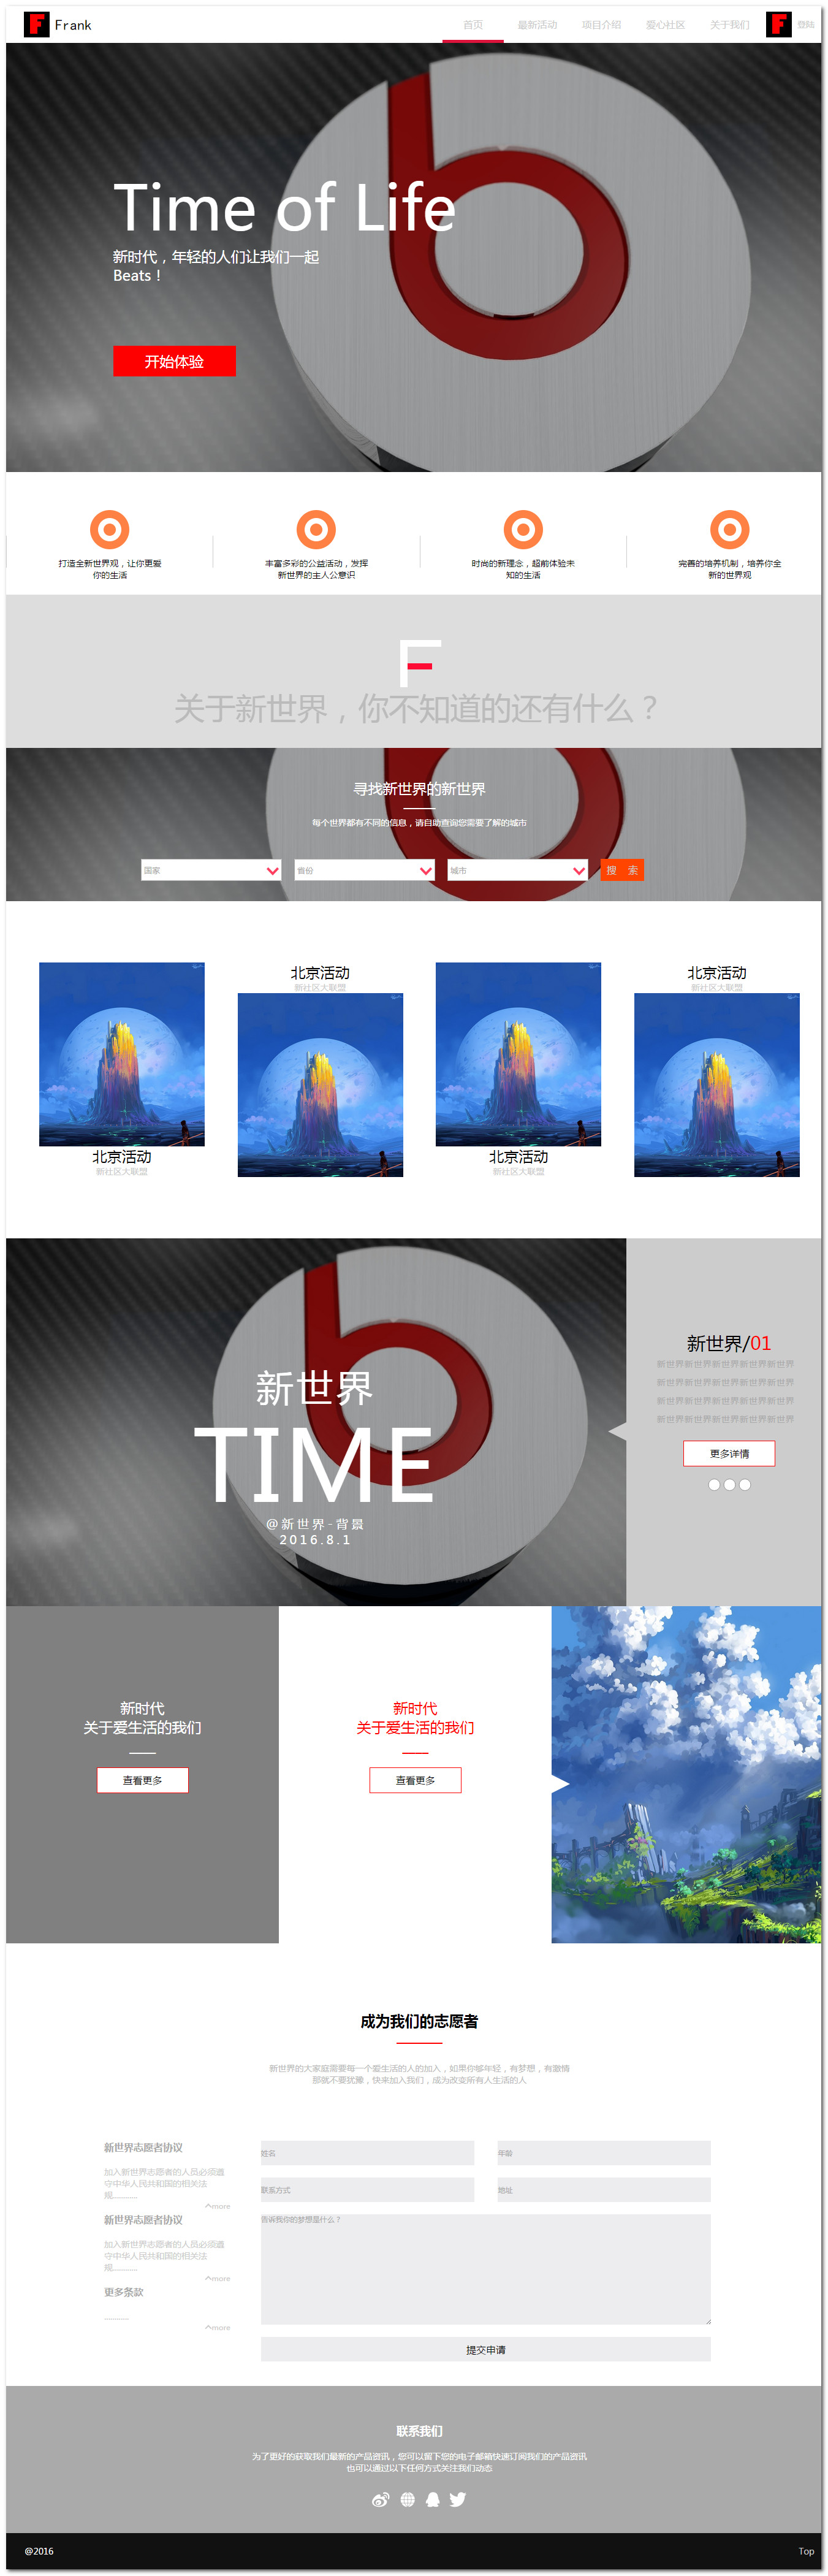 Frank
首页 最新活动 项目介绍 爱心社区 关于我们 登陆
Time of Life
新时代，年轻的人们让我们一起
Beats！
开始体验
打造全新世界观，让你更爱
你的生活
丰富多彩的公益活动，发挥
新世界的主人公意识
时尚的新理念，超前体验未
知的生活
完善的培养机制，培养你全
新的世界观
F
关于新世界，你不知道的还有什么？
寻找新世界的新世界
每个世界都有不同的信息，请自助查询您需要了解的城市
国家 省份 城市 搜 索
北京活动
新社区大联盟
北京活动
新社区大联盟
北京活动
新社区大联盟
北京活动
新社区大联盟
新世界
TIME
@新世界-背景
2016.8.1
新世界/01
新世界新世界新世界新世界新世界
新世界新世界新世界新世界新世界
新世界新世界新世界新世界新世界
新世界新世界新世界新世界新世界
更多详情
新时代
关于爱生活的我们
查看更多
新时代
关于爱生活的我们
查看更多
成为我们的志愿者
新世界的大家庭需要每一个爱生活的人的加入，如果你够年轻，有梦想，有激情
那就不要犹豫，快来加入我们，成为改变所有人生活的人
新世界志愿者协议
加入新世界志愿者的人员必须遵
守中华人民共和国的相关法
规............
^more
新世界志愿者协议
加入新世界志愿者的人员必须遵
守中华人民共和国的相关法
规............
^more
更多条款
............
^more
姓名 年龄
联系方式 地址
告诉我你的梦想是什么？
提交申请
联系我们
为了更好的获取我们最新的产品资讯，您可以留下您的电子邮箱快速订阅我们的产品资讯
也可以通过以下任何方式关注我们动态
@2016 Top